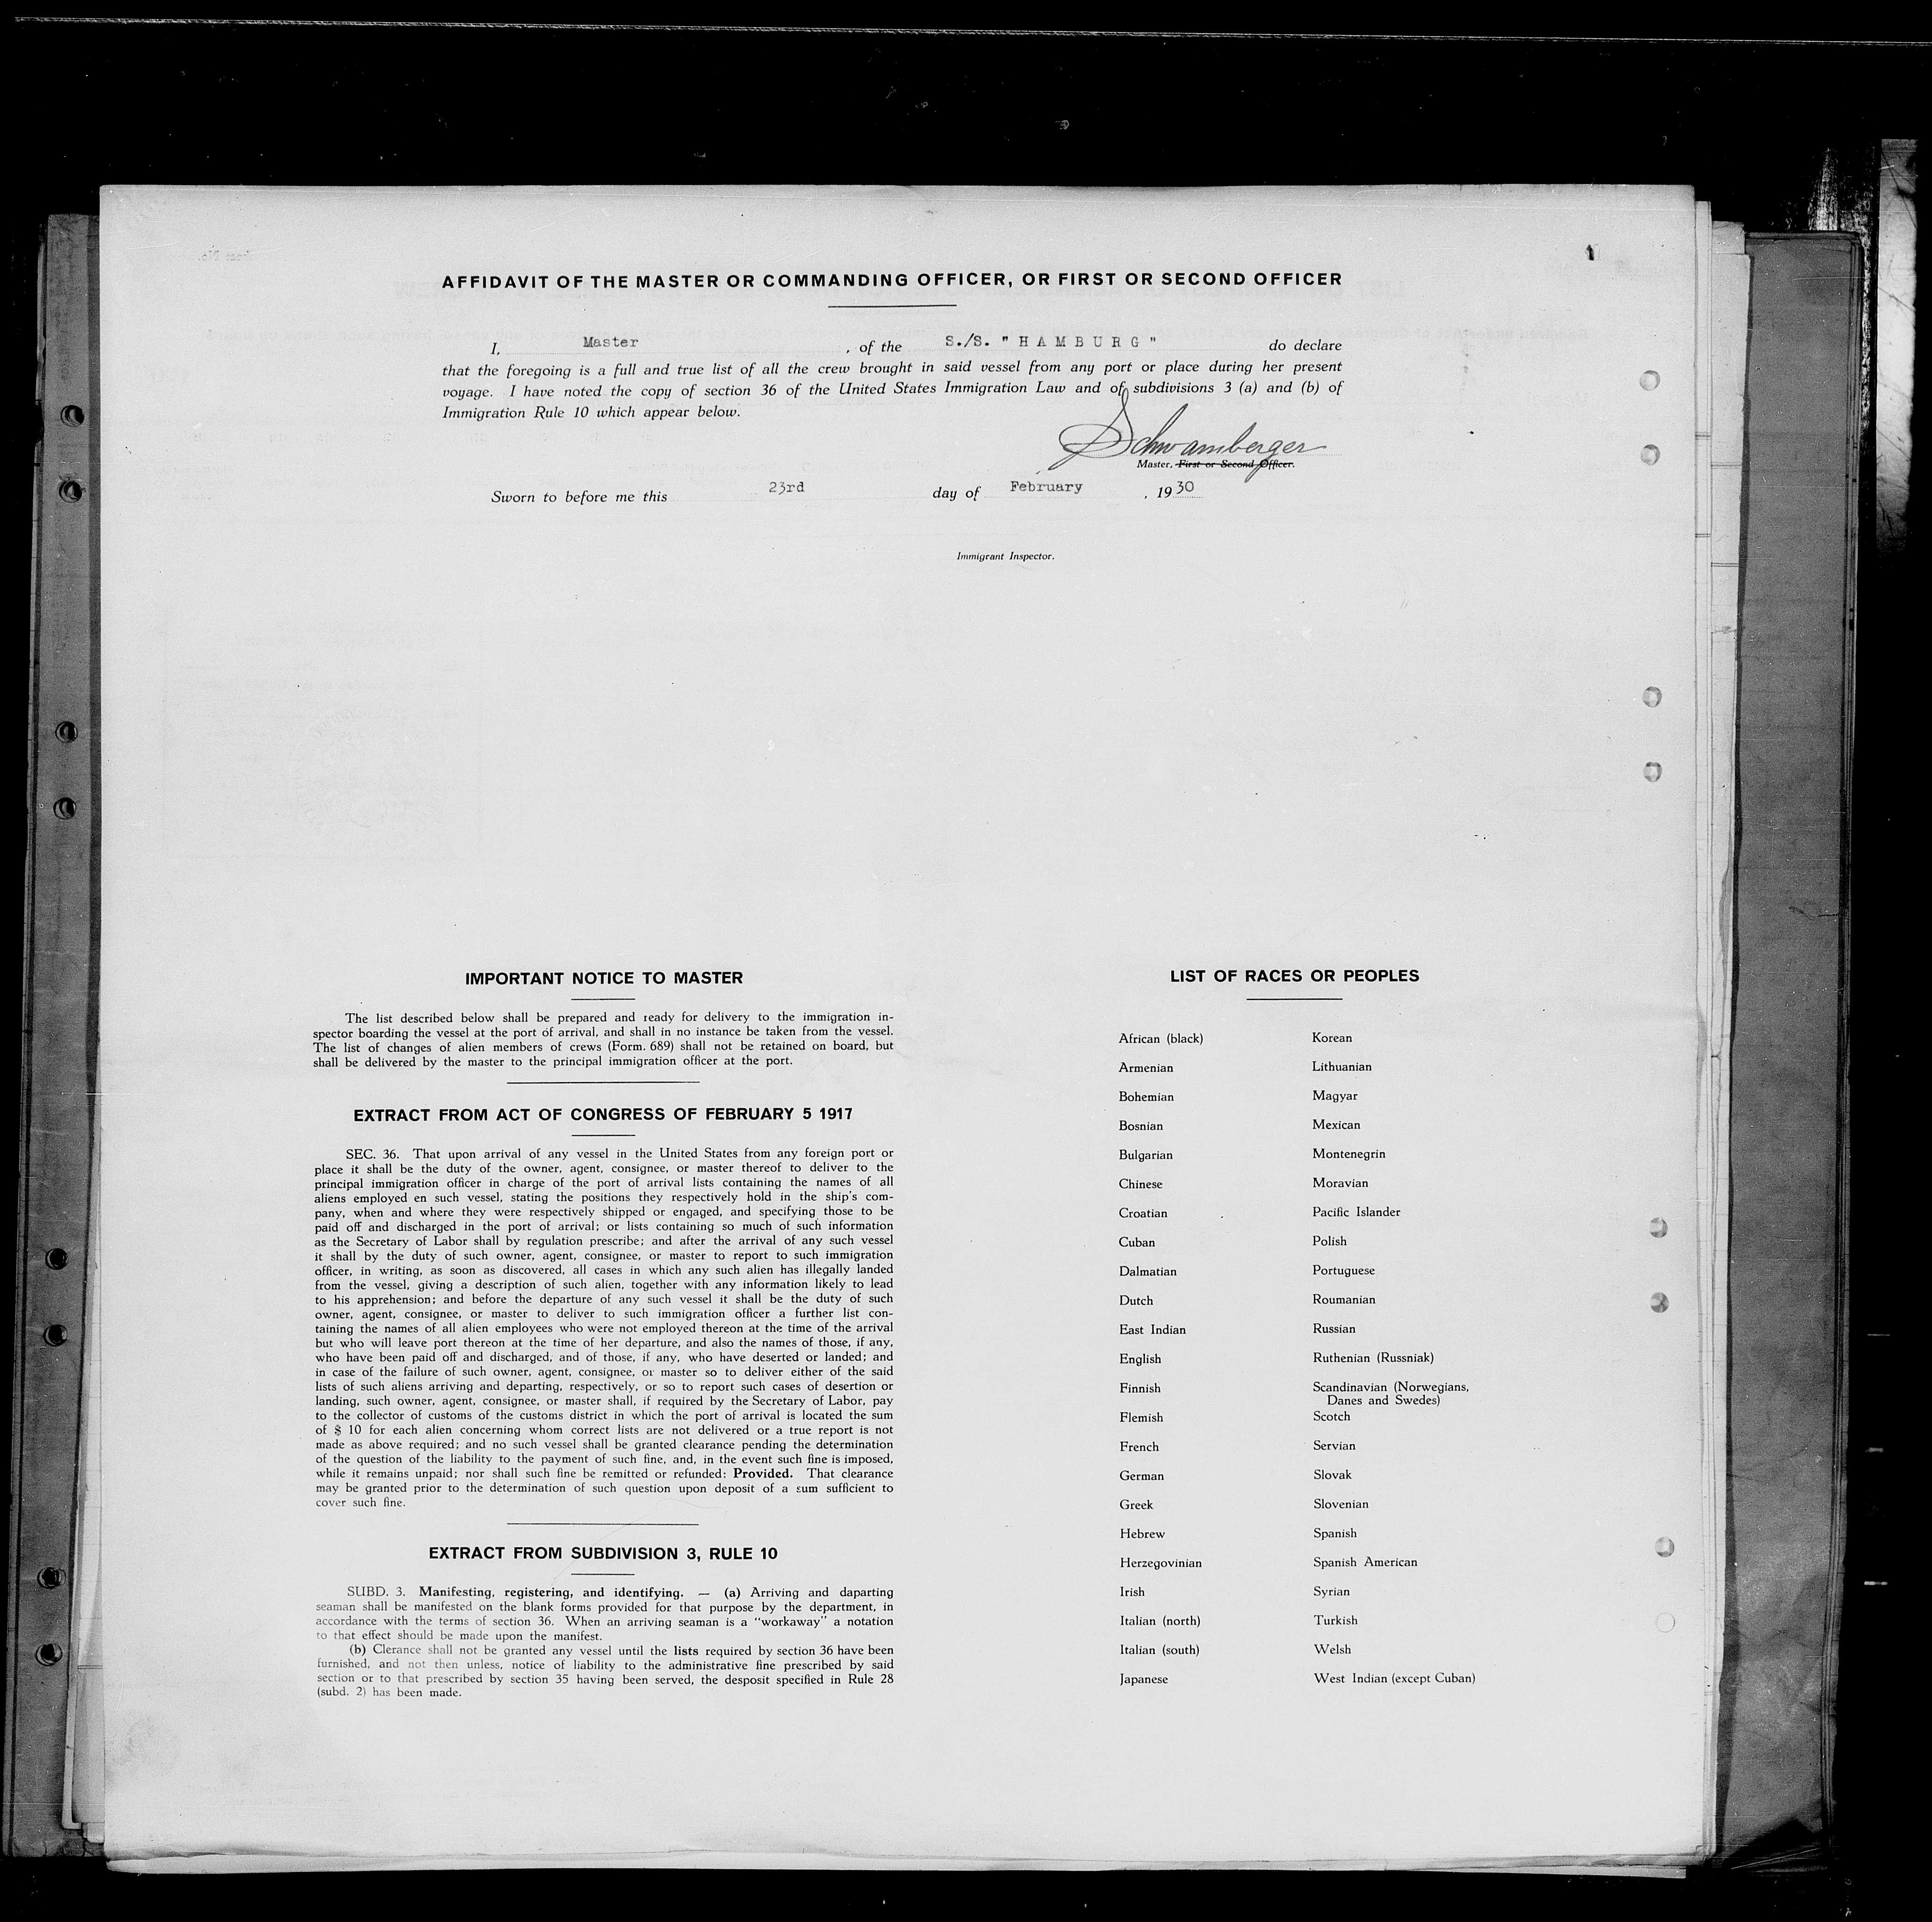 1
AFFIDAVIT OF THE MASTER OR COMMANDING OFFICER, OR FIRST OR SECOND OFFICER
I, Master , of the S./S. " H A M B U R G " do declare
that the foregoing is a full and true list of all the crew brought in said vessel from any port or place during her present
voyage. I have noted the copy of section 36 of the United States Immigration Law and of subdivisions 3 (a) and (b) of
Immigration Rule 10 which appear below.
Schwamberger
Master, First or Second Officer.
Sworn to before me this 23rd day of February , 1930
Immigrant Inspector.
IMPORTANT NOTICE TO MASTER
The list described below shall be prepared and ready for delivery to the immigration in-
spector boarding the vessel at the port of arrival, and shall in no instance be taken from the vessel.
The list of changes of alien members of crews (Form. 689) shall not be retained on board, but
shall be delivered by the master to the principal immigration officer at the port.
EXTRACT FROM ACT OF CONGRESS OF FEBRUARY 5 1917
SEC. 36. That upon arrival of any vessel in the United States from any foreign port or
place it shall be the duty of the owner, agent, consignee, or master thereof to deliver to the
principal immigration officer in charge of the port of arrival lists containing the names of all
aliens employed en such vessel, stating the positions they respectively hold in the ship's com-
pany, when and where they were respectively shipped or engaged, and specifying those to be
paid off and discharged in the port of arrival; or lists containing so much of such information
as the Secretary of Labor shall by regulation prescribe; and after the arrival of any such vessel
it shall by the duty of such owner, agent, consignee, or master to report to such immigration
officer, in writing, as soon as discovered, all cases in which any such alien has illegally landed
from the vessel, giving a description of such alien, together with any information likely to lead
to his apprehension; and before the departure of any such vessel it shall be the duty of such
owner, agent, consignee, or master to deliver to such immigration officer a further list con-
taining the names of all alien employees who were not employed thereon at the time of the arrival
but who will leave port thereon at the time of her departure, and also the names of those, if any,
who have been paid off and discharged, and of those, if any, who have deserted or landed; and
in case of the failure of such owner, agent, consignee, or master so to deliver either of the said
lists of such aliens arriving and departing, respectively, or so to report such cases of desertion or
landing, such owner, agent, consignee, or master shall, if required by the Secretary of Labor, pay
to the collector of customs of the customs district in which the port of arrival is located the sum
of $ 10 for each alien concerning whom correct lists are not delivered or a true report is not
made as above required; and no such vessel shall be granted clearance pending the determination
of the question of the liability to the payment of such fine, and, in the event such fine is imposed,
while it remains unpaid; nor shall such fine be remitted or refunded: Provided. That clearance
may be granted prior to the determination of such question upon deposit of a sum sufficient to
cover such fine.
EXTRACT FROM SUBDIVISION 3, RULE 10
SUBD. 3. Manifesting, registering, and identifying. — (a) Arriving and daparting
seaman shall be manifested on the blank forms provided for that purpose by the department, in
accordance with the terms of section 36. When an arriving seaman is a "workaway" a notation
to that effect should be made upon the manifest.
(b) Clerance shall not be granted any vessel until the lists required by section 36 have been
furnished, and not then unless, notice of liability to the administrative fine prescribed by said
section or to that prescribed by section 35 having been served, the desposit specified in Rule 28
(subd. 2) has been made.
LIST OF RACES OR PEOPLES
African (black)
Armenian
Bohemian
Bosnian
Bulgarian
Chinese
Croatian
Cuban
Dalmatian
Dutch
East Indian
English
Finnish
Flemish
French
German
Greek
Hebrew
Herzegovinian
Irish
Italian (north)
Italian (south)
Japanese
Korean
Lithuanian
Magyar
Mexican
Montenegrin
Moravian
Pacific Islander
Polish
Portuguese
Roumanian
Russian
Ruthenian (Russniak)
Scandinavian (Norwegians,
Danes and Swedes)
Scotch
Servian
Slovak
Slovenian
Spanish
Spanish American
Syrian
Turkish
Welsh
West Indian (except Cuban)